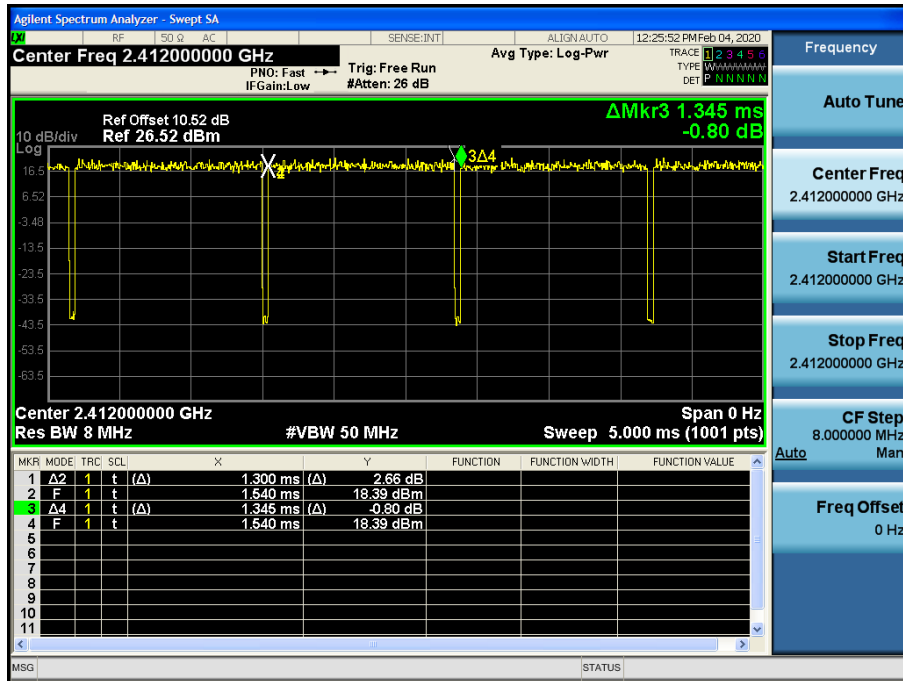 Agilent Spectrum Analyzer - Swept SA
LXI RF 50 Ω AC SENSE:INT ALIGNAUTO 12:25:52 PMFeb 04, 2020
Center Freq 2.412000000 GHz
PNO: Fast
IFGain:Low
Trig: Free Run
#Atten: 26 dB
Avg Type: Log-Pwr
TRACE 1 2 3 4 5 6
TYPE WWWWWW
DET P N N N N N
ΔMkr3 1.345 ms
-0.80 dB
Ref Offset 10.52 dB
10 dB/div Ref 26.52 dBm
Log
3Δ4
16.5
6.52
-3.48
-13.5
-23.5
-33.5
-43.5
-53.5
-63.5
Center 2.412000000 GHz Span 0 Hz
Res BW 8 MHz #VBW 50 MHz Sweep 5.000 ms (1001 pts)
MKR MODE TRC SCL X Y FUNCTION FUNCTION WIDTH FUNCTION VALUE
1 Δ2 1 t (Δ) 1.300 ms (Δ) 2.66 dB
2 F 1 t 1.540 ms 18.39 dBm
3 Δ4 1 t (Δ) 1.345 ms (Δ) -0.80 dB
4 F 1 t 1.540 ms 18.39 dBm
5
6
7
8
9
10
11
MSG STATUS
Frequency
Auto Tune
Center Freq
2.412000000 GHz
Start Freq
2.412000000 GHz
Stop Freq
2.412000000 GHz
CF Step
8.000000 MHz
Auto Man
Freq Offset
0 Hz